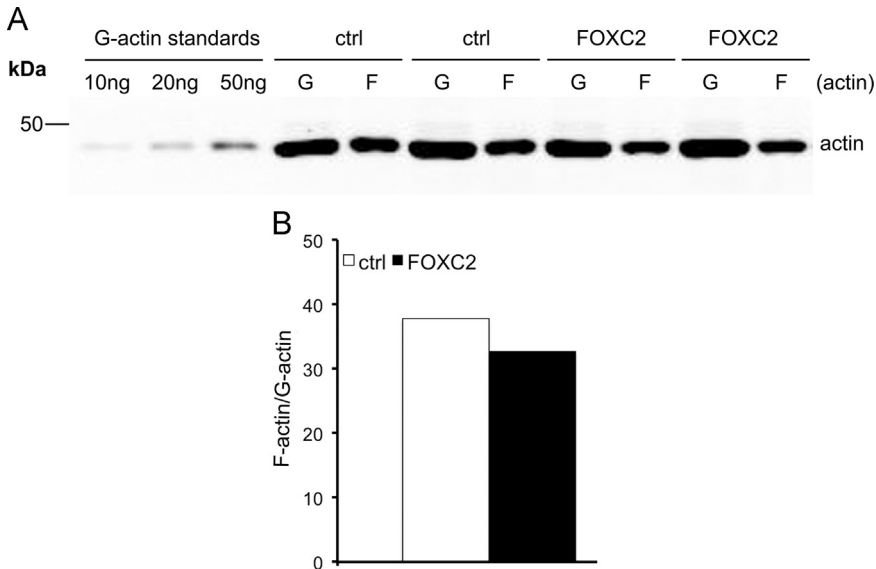 A
G-actin standards ctrl ctrl FOXC2 FOXC2
kDa
10ng 20ng 50ng G F G F G F G F (actin)
50
actin
B
50
ctrl FOXC2
40
30
20
10
0
F-actin/G-actin